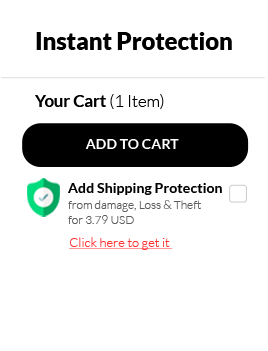 Instant Protection
Your Cart (1 Item)
ADD TO CART
Add Shipping Protection
from damage, Loss & Theft
for 3.79 USD
Click here to get it